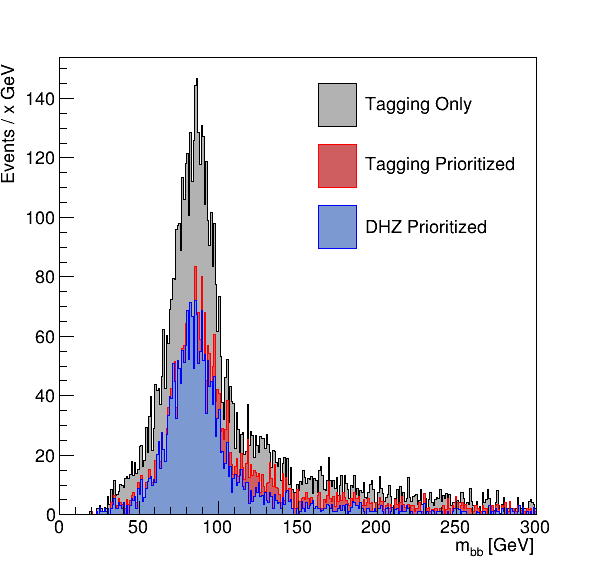 Events / x GeV
140
120
100
80
60
40
20
0
Tagging Only
Tagging Prioritized
DHZ Prioritized
0 50 100 150 200 250 300
m_bb [GeV]